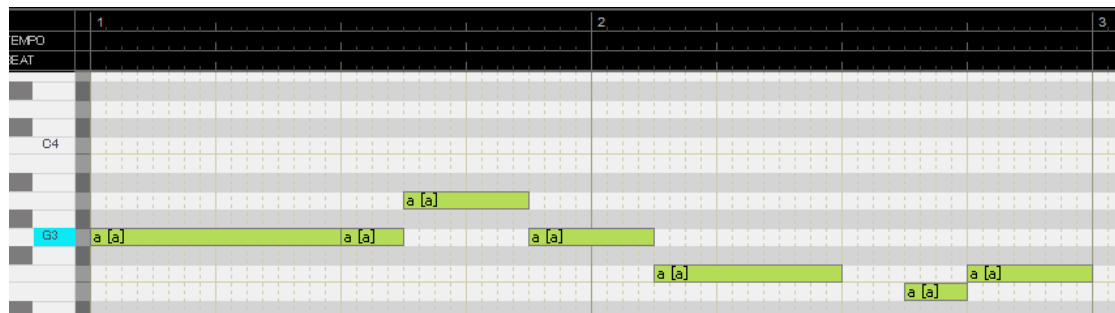 1 2 3
TEMPO
BEAT
C4
a [a]
G3 a [a] a [a] a [a]
a [a] a [a]
a [a]